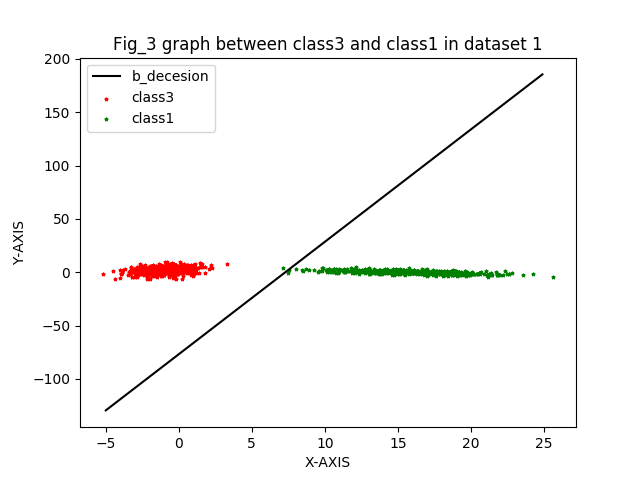 Fig_3 graph between class3 and class1 in dataset 1
200
150
100
50
0
−50
−100
Y-AXIS
b_decesion
class3
class1
−5
0
5
10
15
20
25
X-AXIS